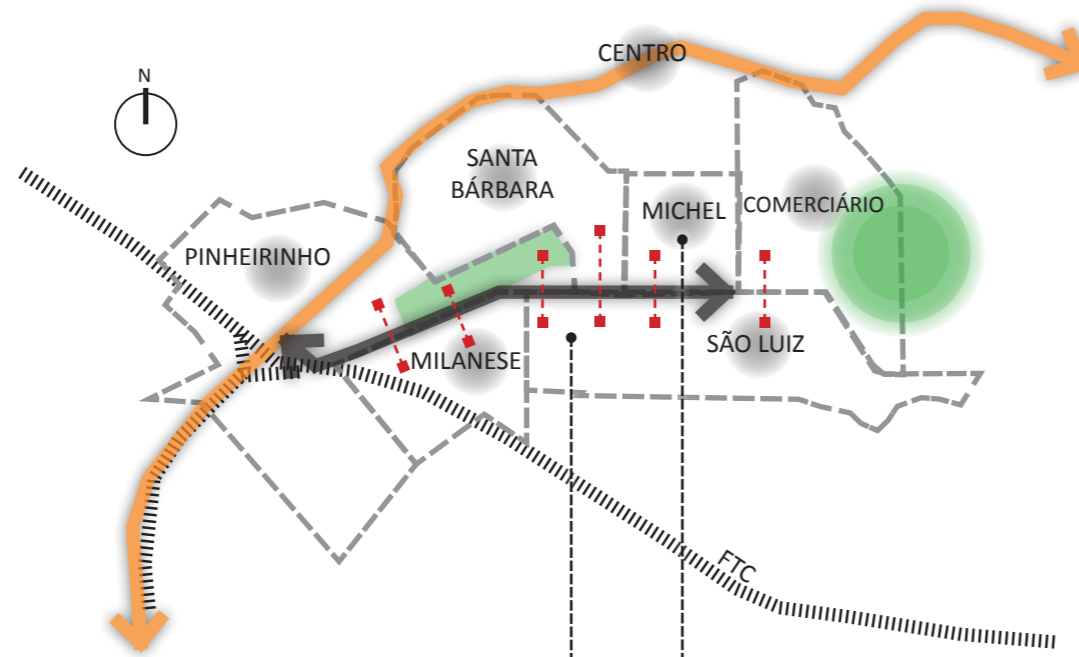 CENTRO
N
SANTA
BÁRBARA
MICHEL
COMERCIÁRIO
PINHEIRINHO
SÃO LUIZ
MILANESE
FTC